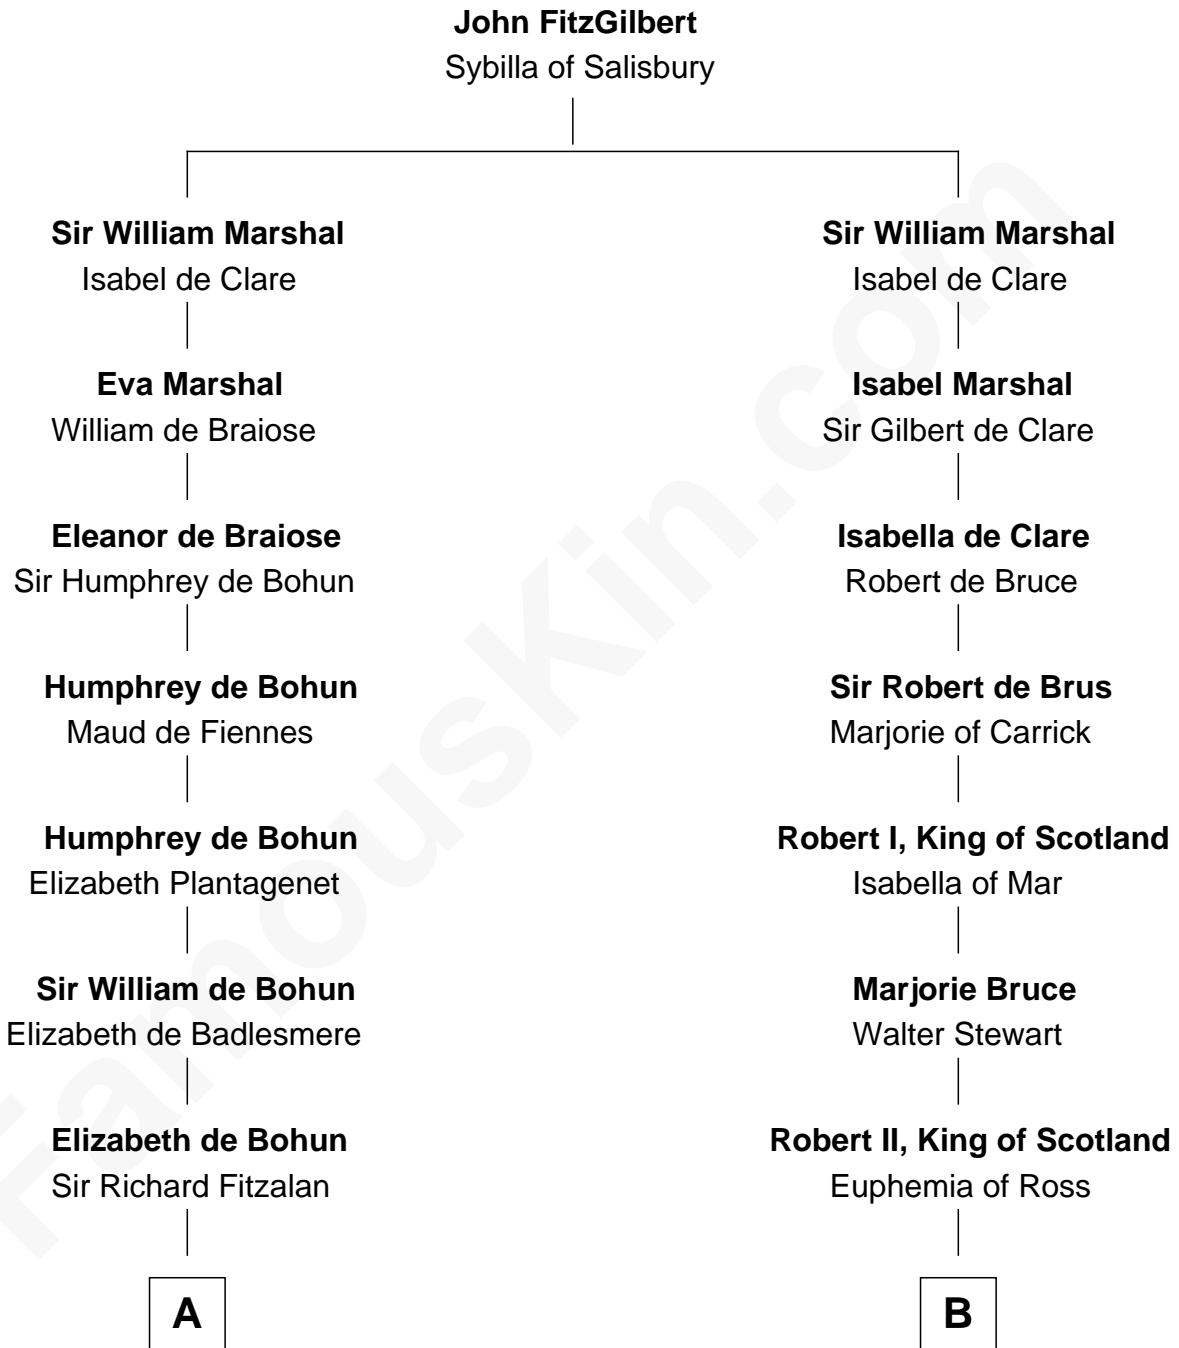 John FitzGilbert
Sybilla of Salisbury
Sir William Marshal
Isabel de Clare
Eva Marshal
William de Braiose
Eleanor de Braiose
Sir Humphrey de Bohun
Humphrey de Bohun
Maud de Fiennes
Humphrey de Bohun
Elizabeth Plantagenet
Sir William de Bohun
Elizabeth de Badlesmere
Elizabeth de Bohun
Sir Richard Fitzalan
A
Sir William Marshal
Isabel de Clare
Isabel Marshal
Sir Gilbert de Clare
Isabella de Clare
Robert de Bruce
Sir Robert de Brus
Marjorie of Carrick
Robert I, King of Scotland
Isabella of Mar
Marjorie Bruce
Walter Stewart
Robert II, King of Scotland
Euphemia of Ross
B
FamousKin.com